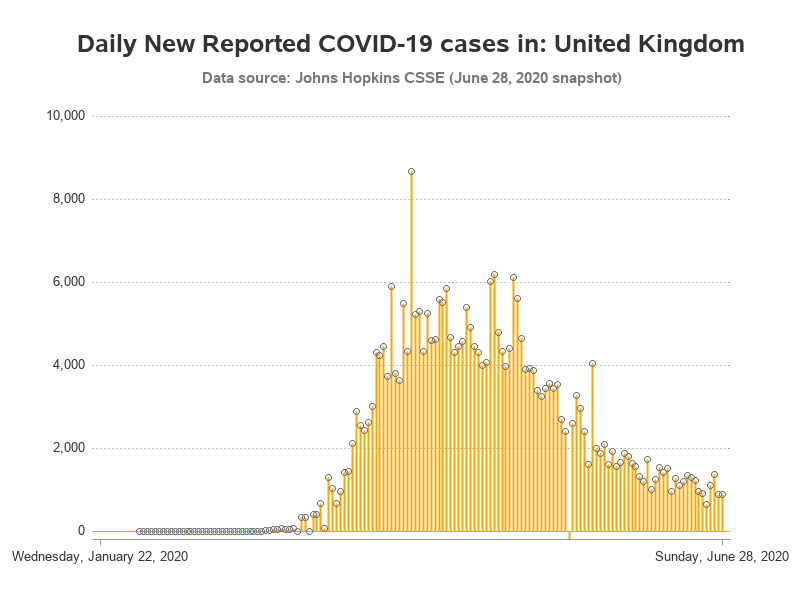 Daily New Reported COVID-19 cases in: United Kingdom
Data source: Johns Hopkins CSSE (June 28, 2020 snapshot)
10,000
8,000
6,000
4,000
2,000
0
Wednesday, January 22, 2020
Sunday, June 28, 2020